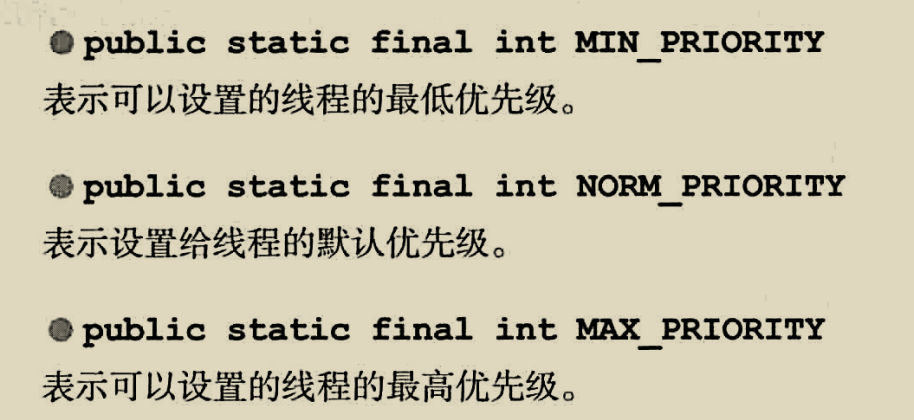 ●public static final int MIN_PRIORITY
表示可以设置的线程的最低优先级。
●public static final int NORM_PRIORITY
表示设置给线程的默认优先级。
●public static final int MAX_PRIORITY
表示可以设置的线程的最高优先级。